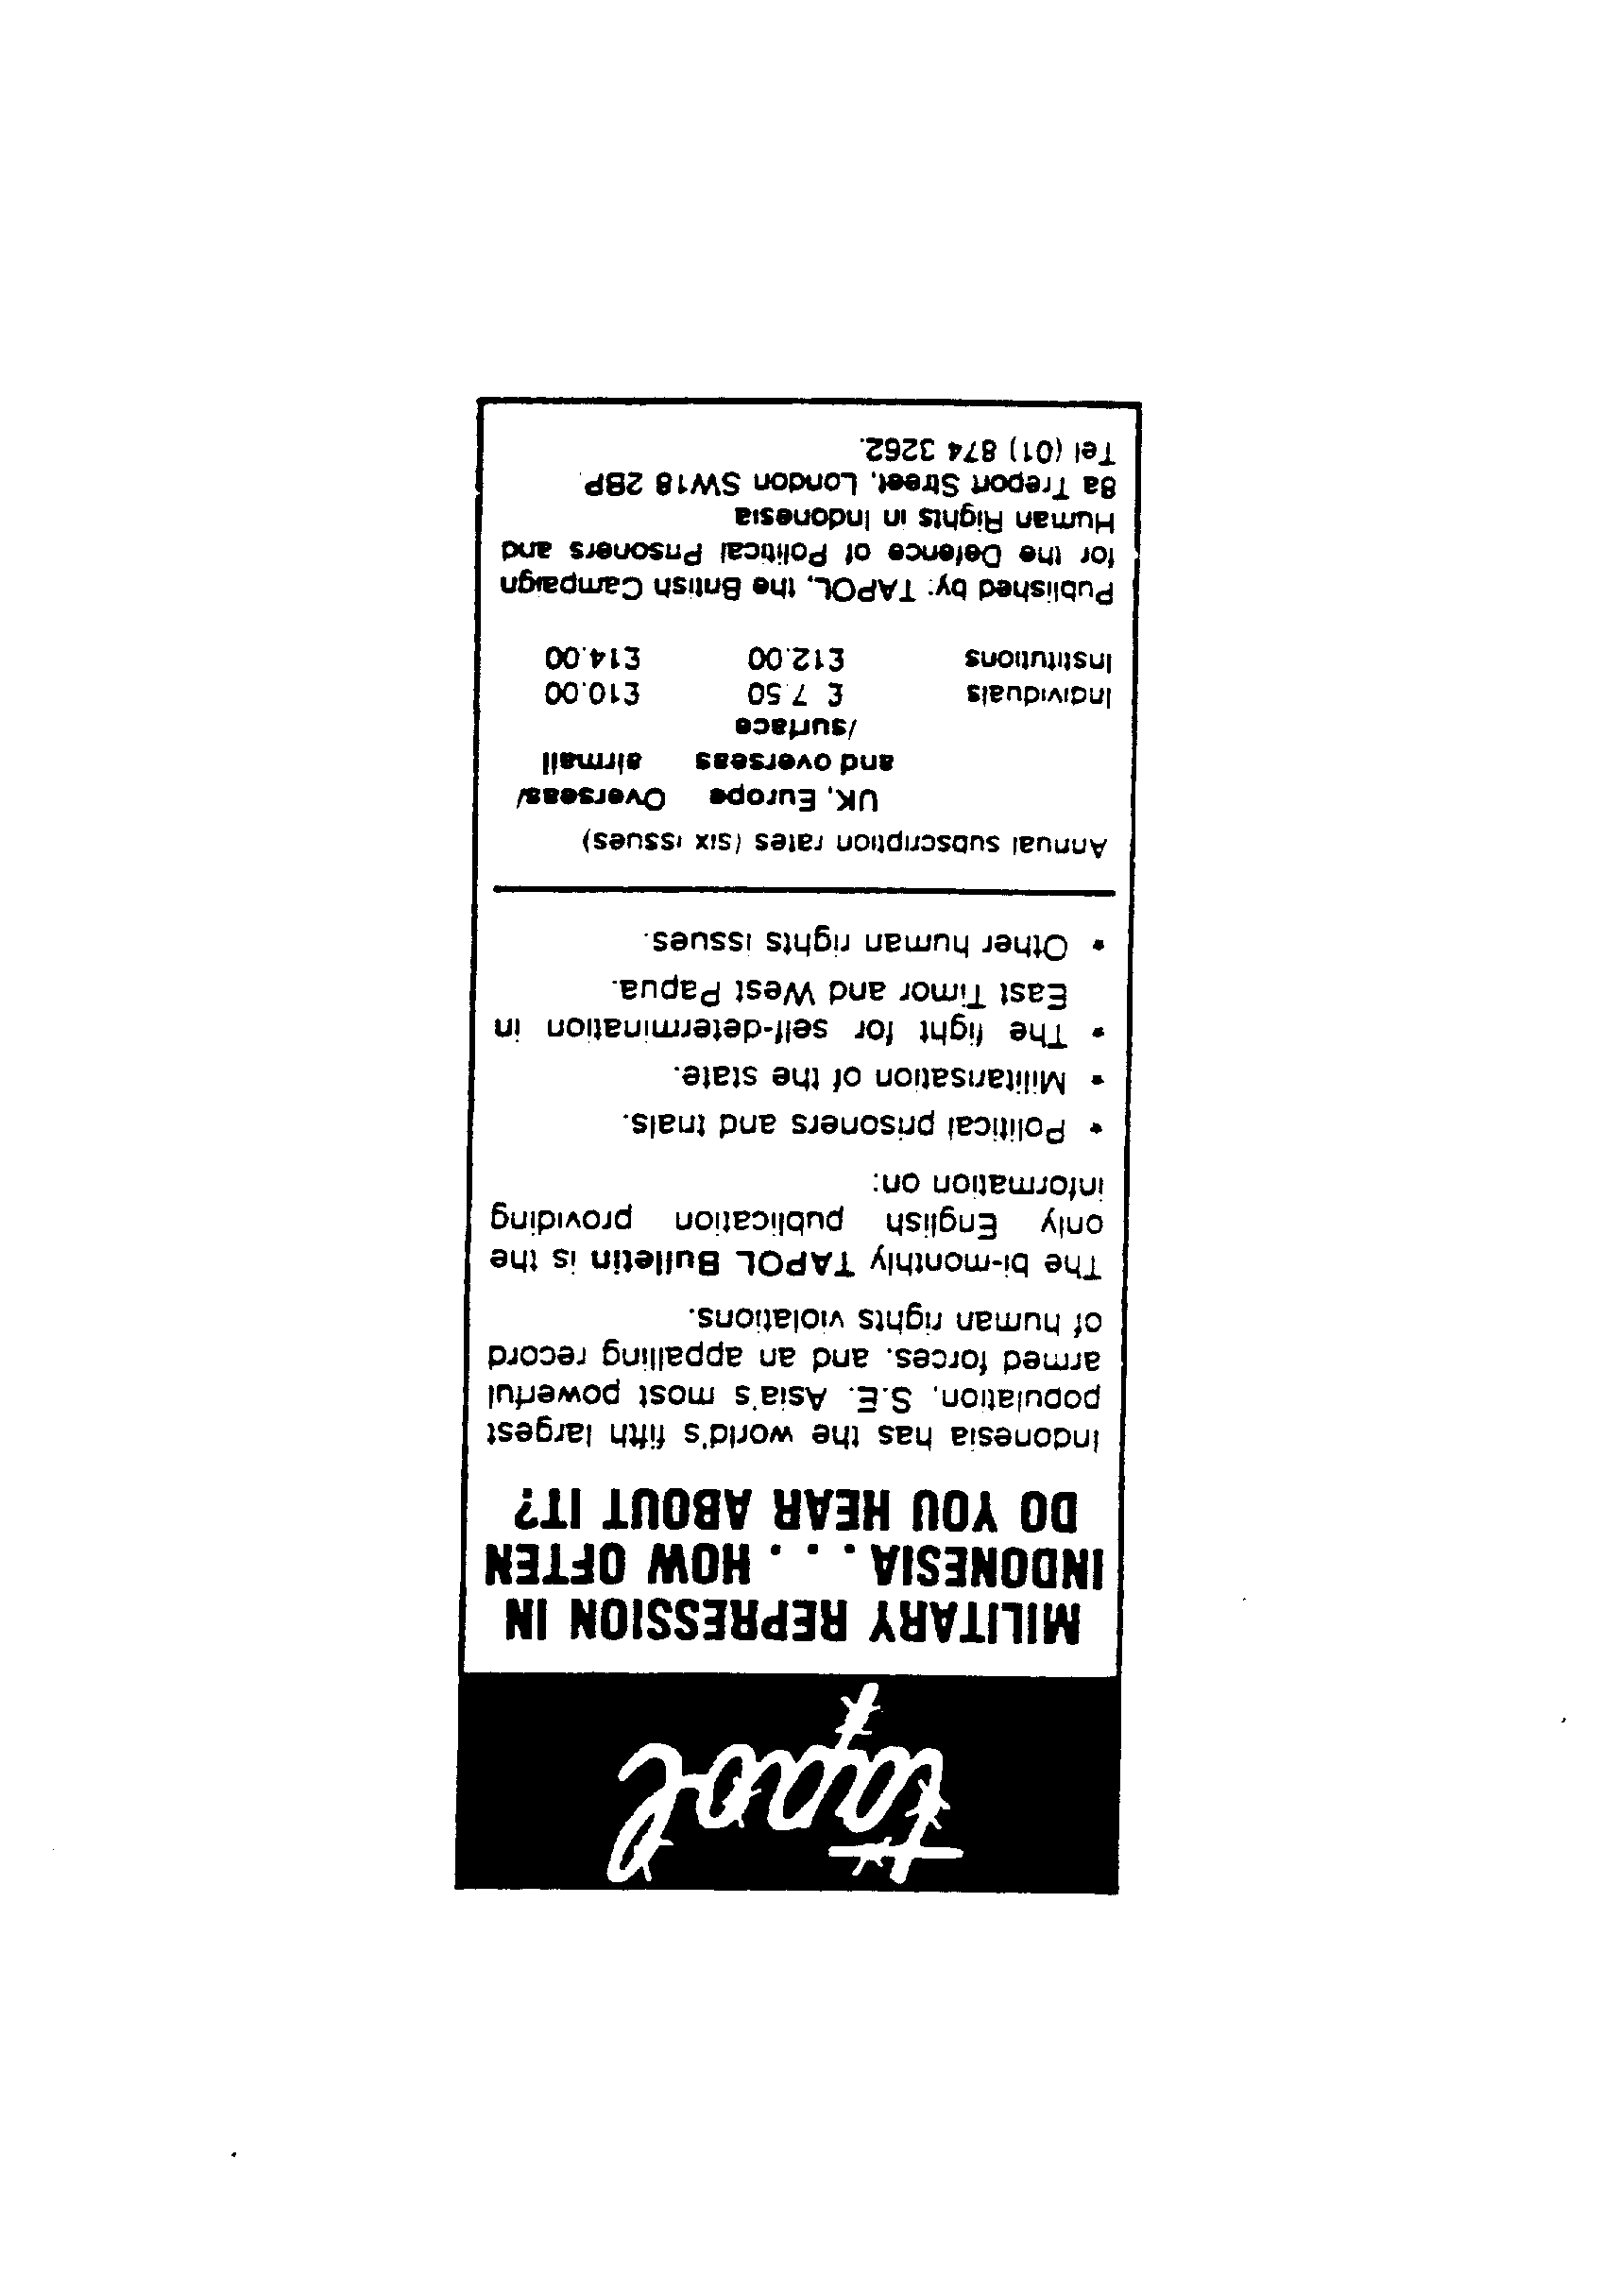 tapol
MILITARY REPRESSION IN
INDONESIA . . . HOW OFTEN
DO YOU HEAR ABOUT IT?
Indonesia has the world's fifth largest
population, S.E. Asia's most powerful
armed forces, and an appalling record
of human rights violations.
The bi-monthly TAPOL Bulletin is the
only English publication providing
information on:
* Political prisoners and trials.
* Militarisation of the state.
* The fight for self-determination in
East Timor and West Papua.
* Other human rights issues.
Annual subscription rates (six issues)
UK, Europe Overseas/
and overseas airmail
/surface
Individuals £ 7.50 £10.00
Institutions £12.00 £14.00
Published by: TAPOL, the British Campaign
for the Defence of Political Prisoners and
Human Rights in Indonesia
8a Treport Street, London SW18 2BP.
Tel (01) 874 3262.